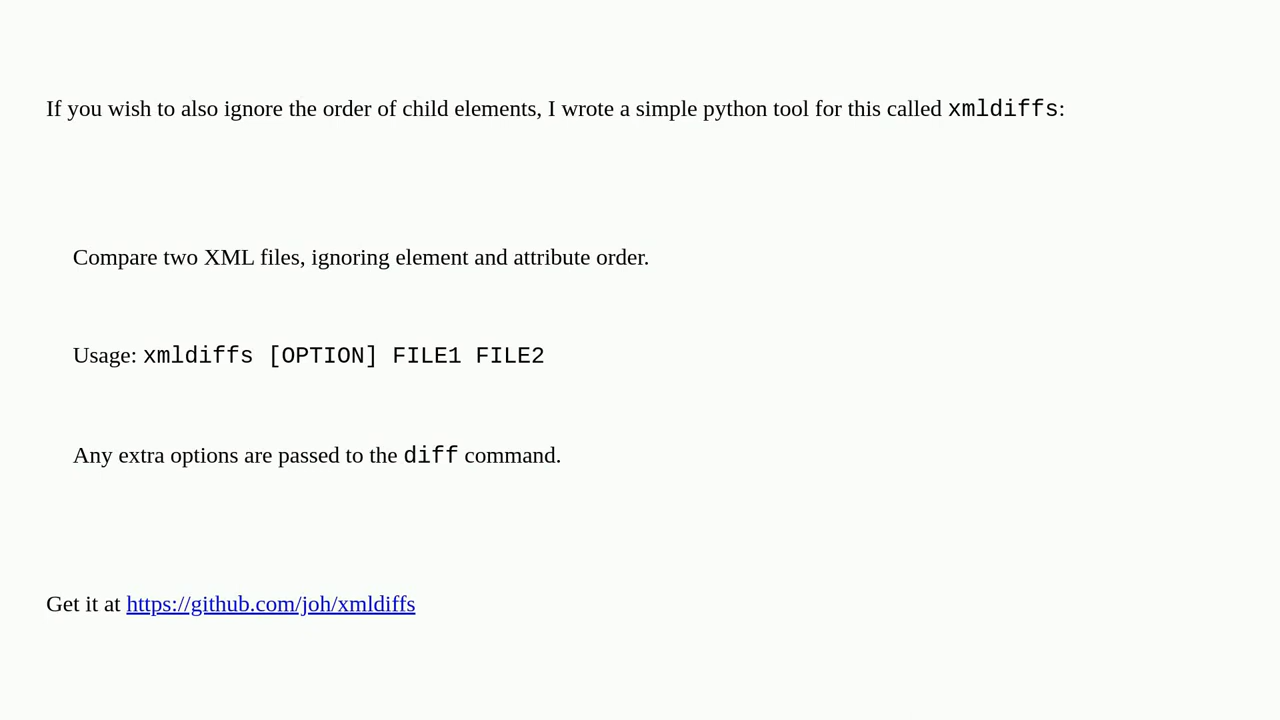 If you wish to also ignore the order of child elements, I wrote a simple python tool for this called xmldiffs:
Compare two XML files, ignoring element and attribute order.
Usage: xmldiffs [OPTION] FILE1 FILE2
Any extra options are passed to the diff command.
Get it at https://github.com/joh/xmldiffs